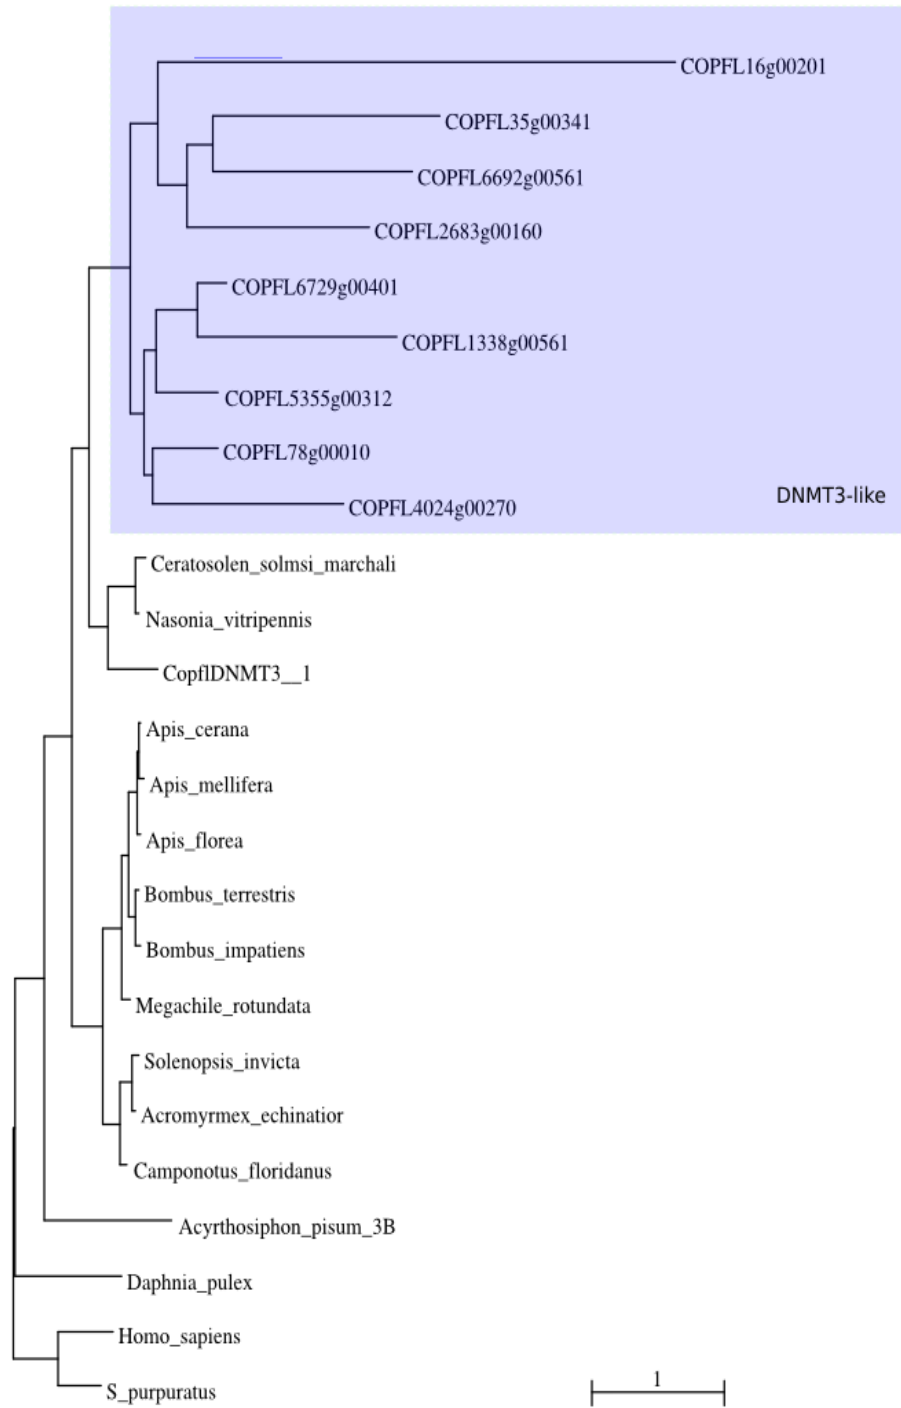 COPFL16g00201
COPFL35g00341
COPFL6692g00561
COPFL2683g00160
COPFL6729g00401
COPFL1338g00561
COPFL5355g00312
COPFL78g00010
DNMT3-like
COPFL4024g00270
Ceratosolen_solmsi_marchali
Nasonia_vitripennis
CopflDNMT3__1
Apis_cerana
Apis_mellifera
Apis_florea
Bombus_terrestris
Bombus_impatiens
Megachile_rotundata
Solenopsis_invicta
Acromyrmex_echinatior
Camponotus_floridanus
Acyrthosiphon_pisum_3B
Daphnia_pulex
Homo_sapiens
1
S_purpuratus